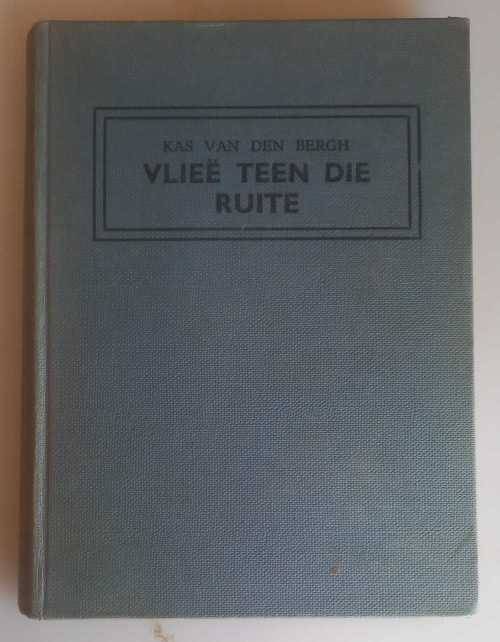 KAS VAN DEN BERGH
VLIEË TEEN DIE
RUITE